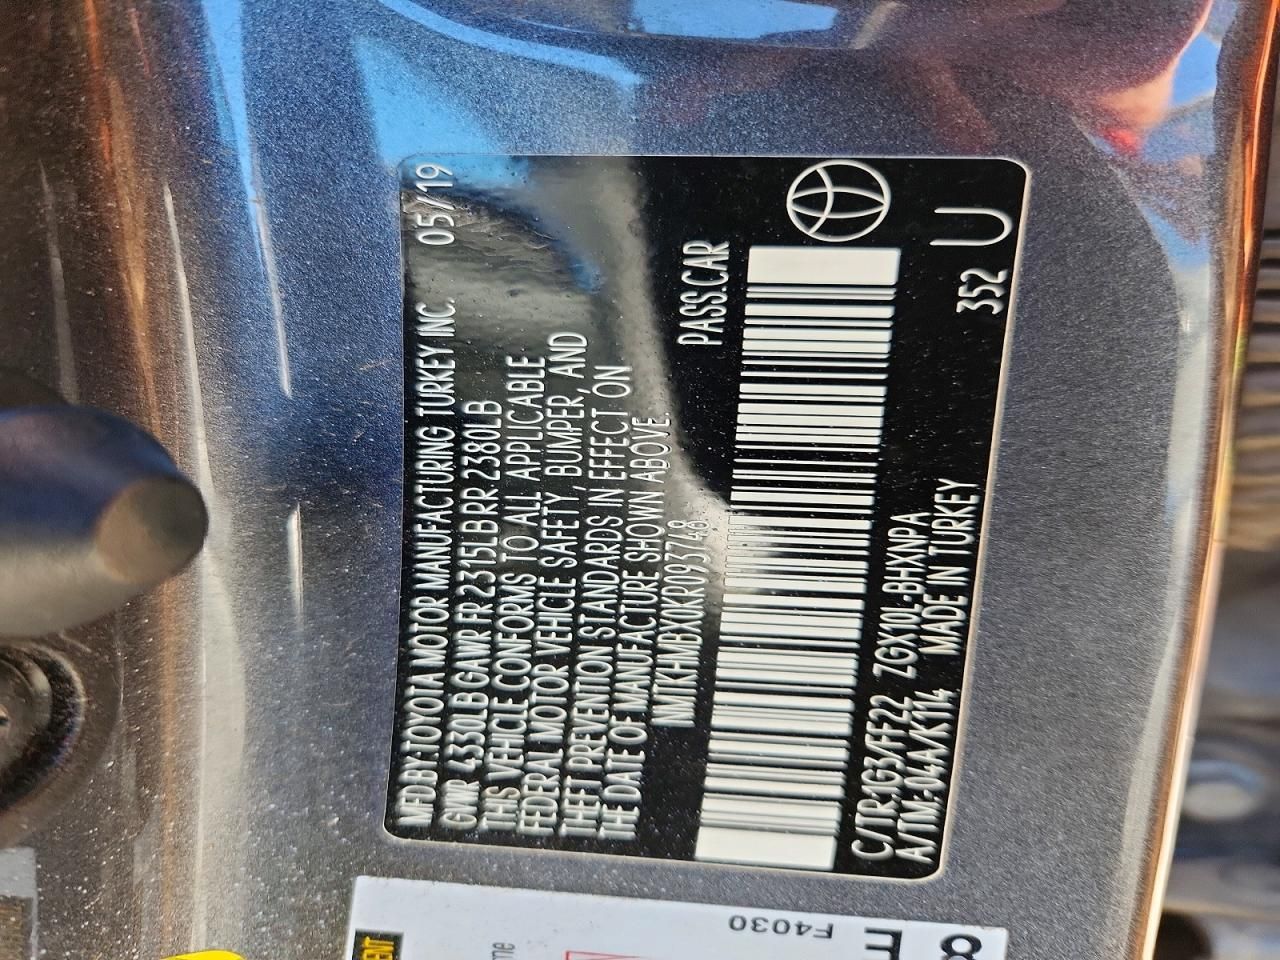 MFD.BY:TOYOTA MOTOR MANUFACTURING TURKEY INC. 05/19
GVWR 4330LB GAWR FR 2315LB RR 2380LB
THIS VEHICLE CONFORMS TO ALL APPLICABLE
FEDERAL MOTOR VEHICLE SAFETY, BUMPER, AND
THEFT PREVENTION STANDARDS IN EFFECT ON
THE DATE OF MANUFACTURE SHOWN ABOVE.
NMTKHMBX0KR093748 PASS.CAR
C/TR:1G3/FF22 ZGX10L-BHXNPA 352 U
A/TM:-04A/K114 MADE IN TURKEY
F4030